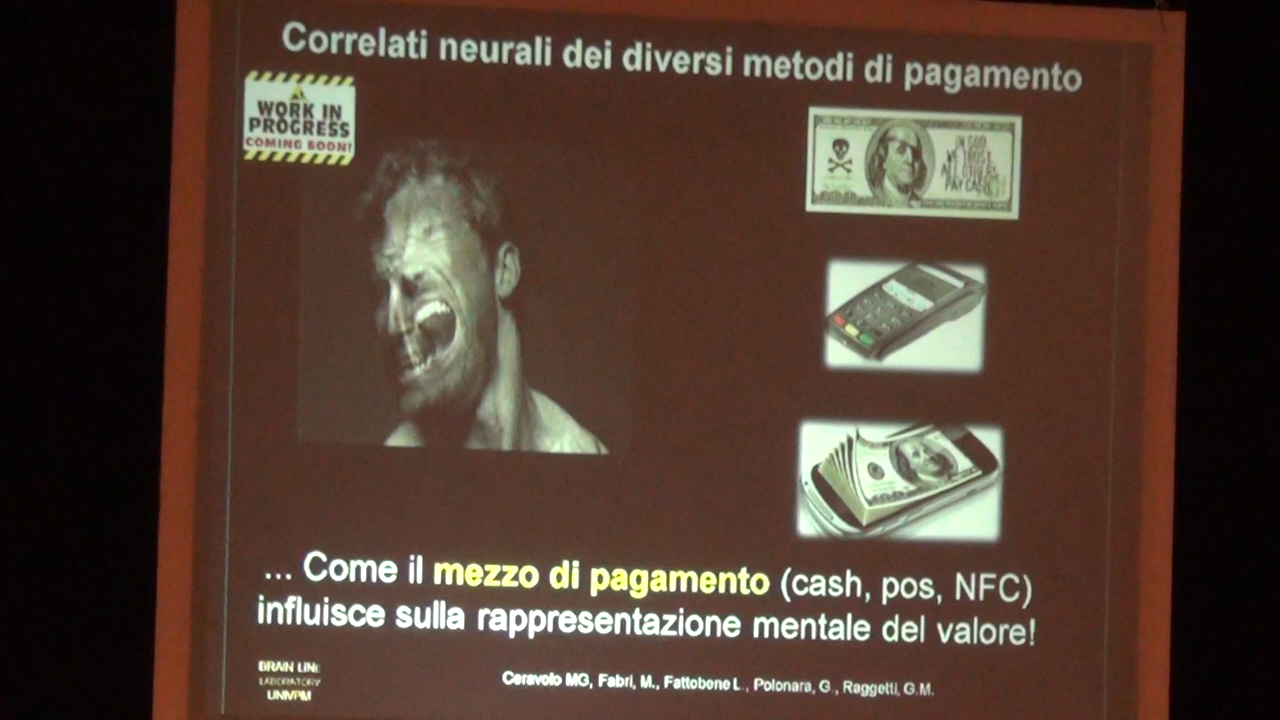 Correlati neurali dei diversi metodi di pagamento
WORK IN
PROGRESS
COMING SOON!
IN GOD
WE TRUST
ALL OTHERS
PAY CASH
... Come il mezzo di pagamento (cash, pos, NFC)
influisce sulla rappresentazione mentale del valore!
BRAIN LINE
LABORATORY
UNIVPM
Ceravolo MG, Fabri, M., Fattobene L., Polonara, G., Raggetti, G.M.